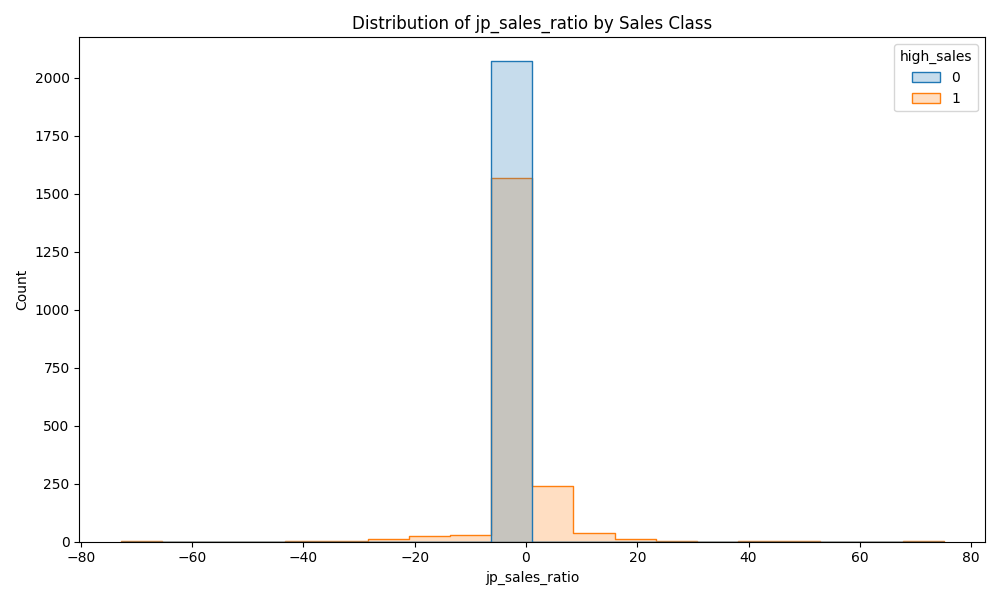 Distribution of jp_sales_ratio by Sales Class
high_sales
0
1
2000
1750
1500
1250
1000
750
500
250
0
Count
−80 −60 −40 −20 0 20 40 60 80
jp_sales_ratio